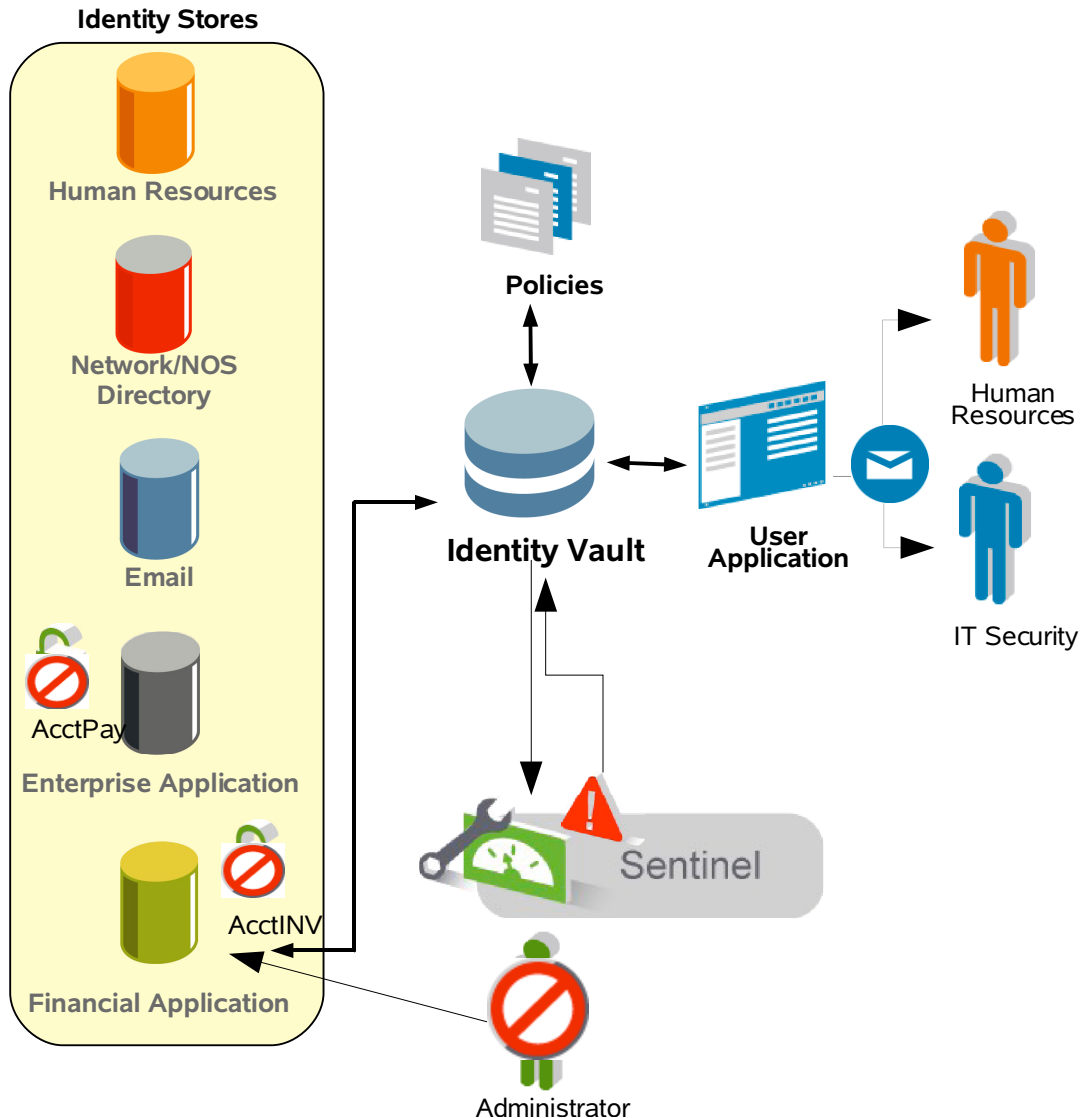 Identity Stores
Human Resources
Network/NOS
Directory
Email
AcctPay
Enterprise Application
AcctINV
Financial Application
Policies
Identity Vault
User
Application
Human
Resources
IT Security
Sentinel
Administrator